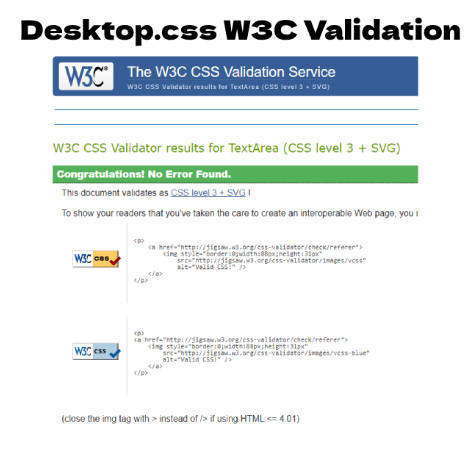 Desktop.css W3C Validation
W3C® The W3C CSS Validation Service
W3C CSS Validator results for TextArea (CSS level 3 + SVG)
W3C CSS Validator results for TextArea (CSS level 3 + SVG)
Congratulations! No Error Found.
This document validates as CSS level 3 + SVG !
To show your readers that you've taken the care to create an interoperable Web page, you
<p>
<a href="http://jigsaw.w3.org/css-validator/check/referer">
<img style="border:0;width:88px;height:31px"
W3C css
src="http://jigsaw.w3.org/css-validator/images/vcss"
alt="Valid CSS!" />
</a>
</p>
<p>
<a href="http://jigsaw.w3.org/css-validator/check/referer">
<img style="border:0;width:88px;height:31px"
W3C css
src="http://jigsaw.w3.org/css-validator/images/vcss-blue"
alt="Valid CSS!" />
</a>
</p>
(close the img tag with > instead of /> if using HTML <= 4.01)